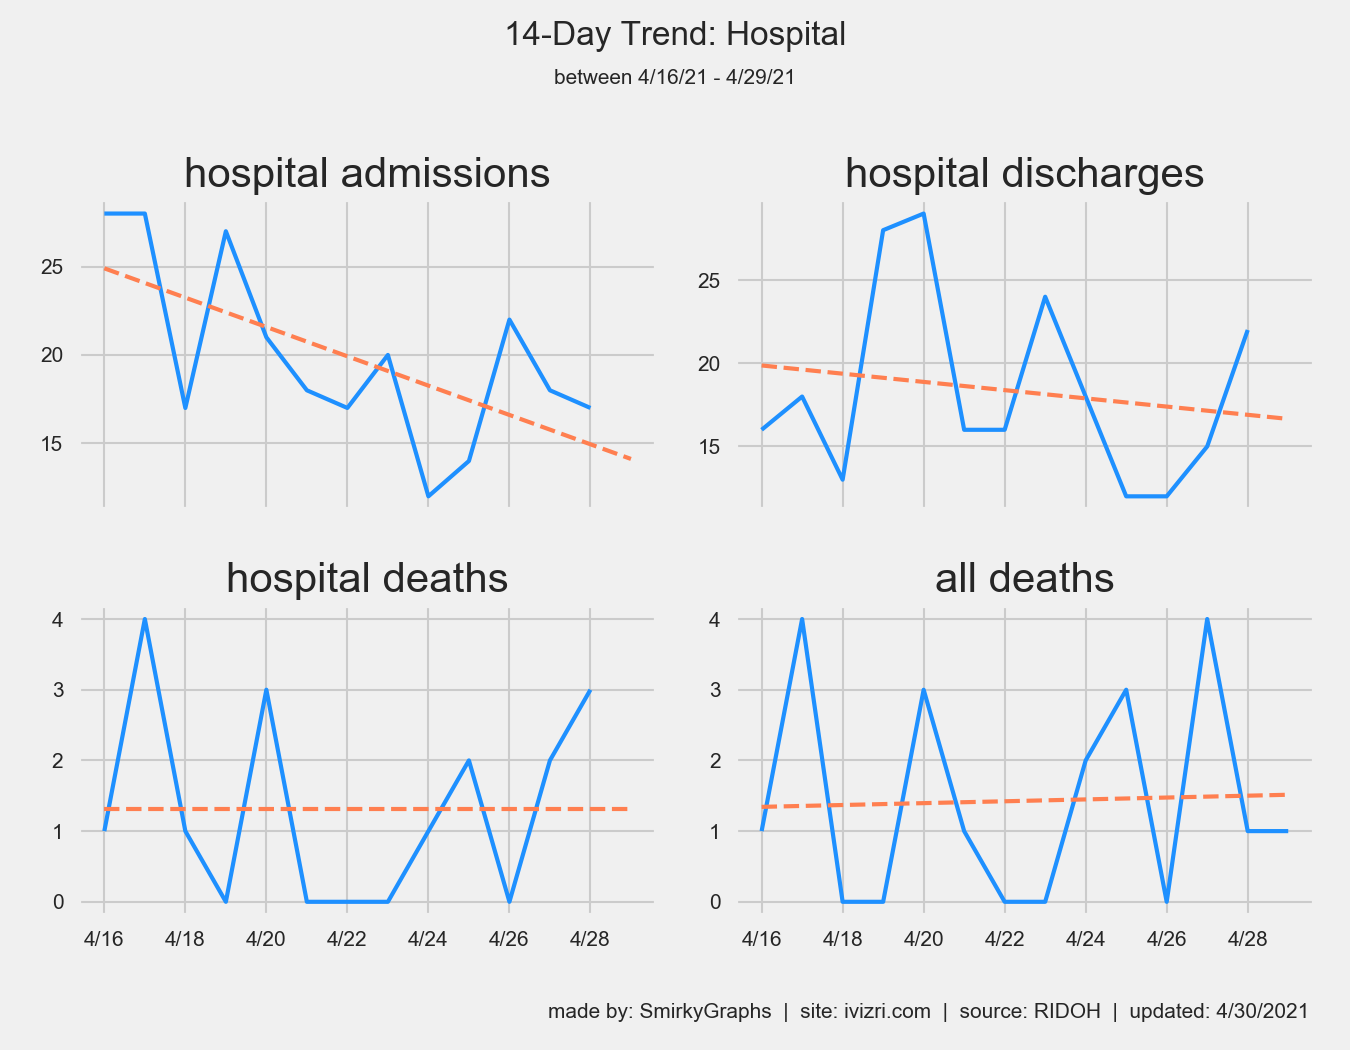 14-Day Trend: Hospital
between 4/16/21 - 4/29/21
hospital admissions
25
20
15
hospital discharges
25
20
15
hospital deaths
4
3
2
1
0
4/16 4/18 4/20 4/22 4/24 4/26 4/28
all deaths
4
3
2
1
0
4/16 4/18 4/20 4/22 4/24 4/26 4/28
made by: SmirkyGraphs | site: ivizri.com | source: RIDOH | updated: 4/30/2021